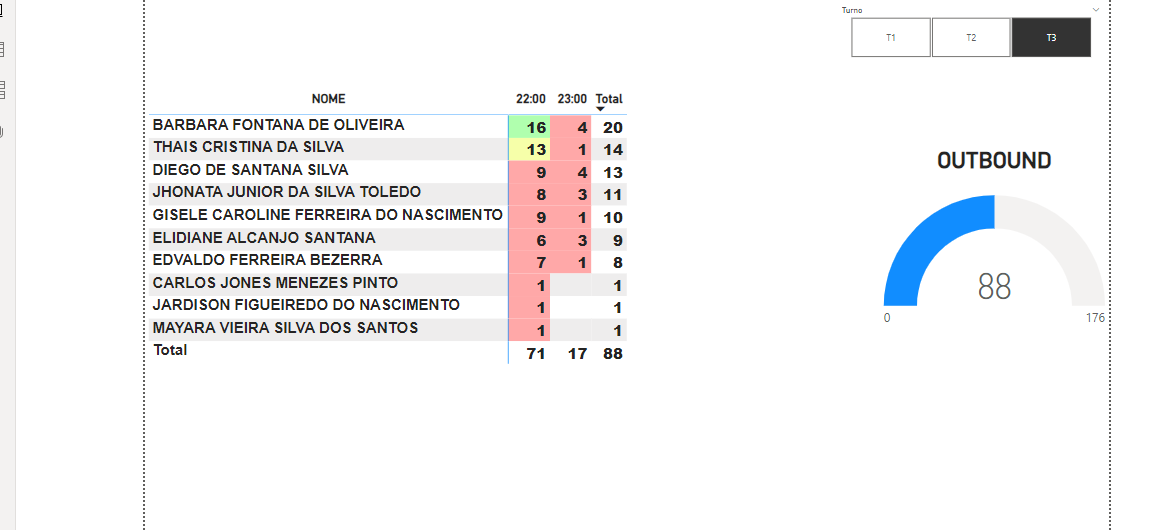 Turno
T1 T2 T3
NOME 22:00 23:00 Total
BARBARA FONTANA DE OLIVEIRA 16 4 20
THAIS CRISTINA DA SILVA 13 1 14
DIEGO DE SANTANA SILVA 9 4 13
JHONATA JUNIOR DA SILVA TOLEDO 8 3 11
GISELE CAROLINE FERREIRA DO NASCIMENTO 9 1 10
ELIDIANE ALCANJO SANTANA 6 3 9
EDVALDO FERREIRA BEZERRA 7 1 8
CARLOS JONES MENEZES PINTO 1 1
JARDISON FIGUEIREDO DO NASCIMENTO 1 1
MAYARA VIEIRA SILVA DOS SANTOS 1 1
Total 71 17 88
OUTBOUND
88
0 176